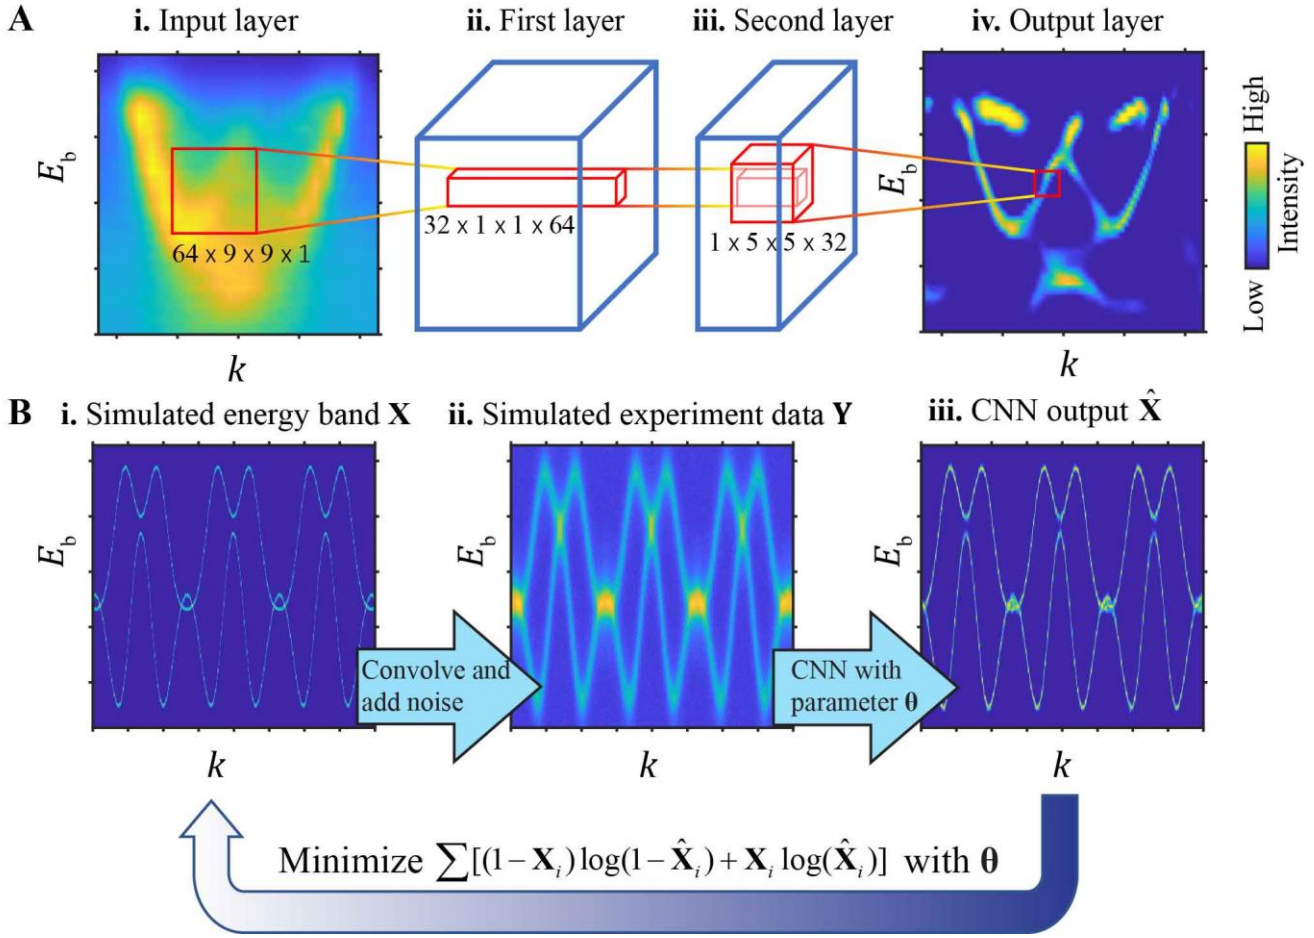 A
i. Input layer
ii. First layer
iii. Second layer
iv. Output layer
E_b
64 x 9 x 9 x 1
k
32 x 1 x 1 x 64
1 x 5 x 5 x 32
E_b
k
High
Intensity
Low
B
i. Simulated energy band X
ii. Simulated experiment data Y
iii. CNN output X̂
E_b
k
Convolve and
add noise
E_b
k
CNN with
parameter θ
E_b
k
Minimize ∑[(1−X_i)log(1−X̂_i)+X_i log(X̂_i)] with θ